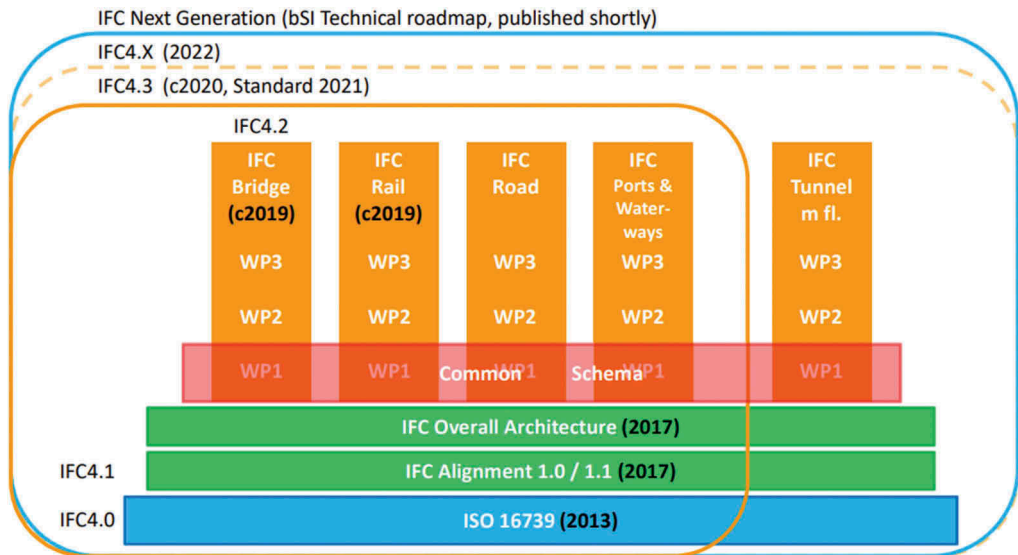 IFC Next Generation (bSI Technical roadmap, published shortly)
IFC4.X (2022)
IFC4.3 (c2020, Standard 2021)
IFC4.2
IFC
Bridge
(c2019)
WP3
WP2
WP1
IFC
Rail
(c2019)
WP3
WP2
WP1
IFC
Road
WP3
WP2
WP1
IFC
Ports &
Water-
ways
WP3
WP2
WP1
IFC
Tunnel
m fl.
WP3
WP2
WP1
Common Schema
IFC Overall Architecture (2017)
IFC4.1
IFC Alignment 1.0 / 1.1 (2017)
IFC4.0
ISO 16739 (2013)